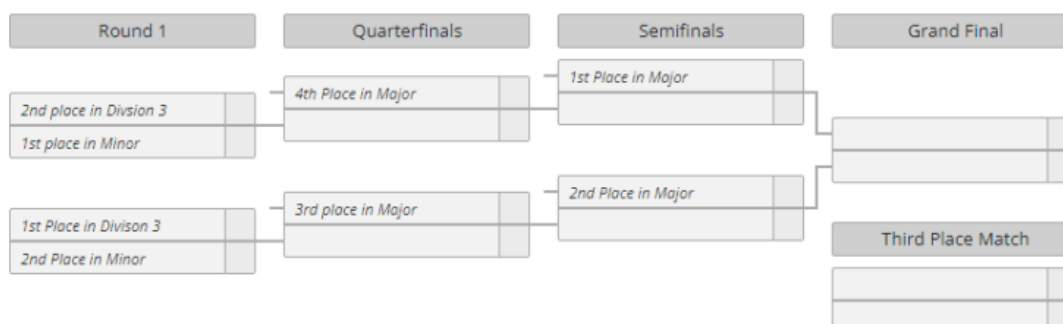 Round 1
Quarterfinals
Semifinals
Grand Final
2nd place in Divsion 3
1st place in Minor
1st Place in Divison 3
2nd Place in Minor
4th Place in Major
3rd place in Major
1st Place in Major
2nd Place in Major
Third Place Match